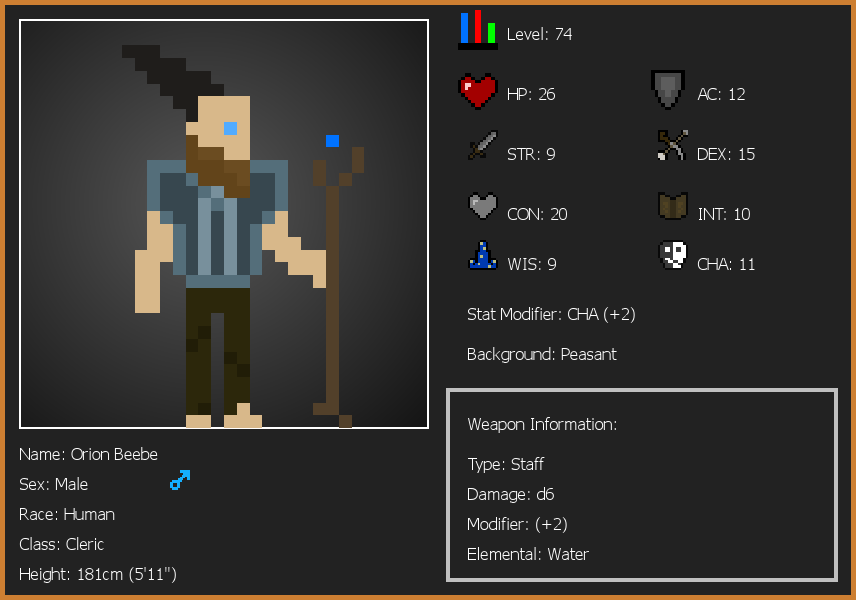 Level: 74
HP: 26
AC: 12
STR: 9
DEX: 15
CON: 20
INT: 10
WIS: 9
CHA: 11
Stat Modifier: CHA (+2)
Background: Peasant
Weapon Information:
Type: Staff
Damage: d6
Modifier: (+2)
Elemental: Water
Name: Orion Beebe
Sex: Male
Race: Human
Class: Cleric
Height: 181cm (5'11")